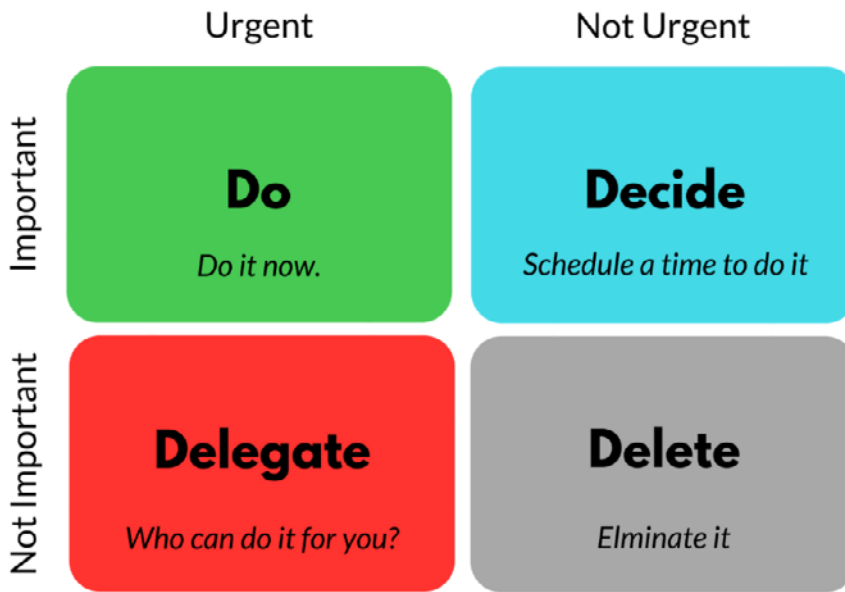 Urgent
Not Urgent
Important
Do
Do it now.
Decide
Schedule a time to do it
Not Important
Delegate
Who can do it for you?
Delete
Elminate it